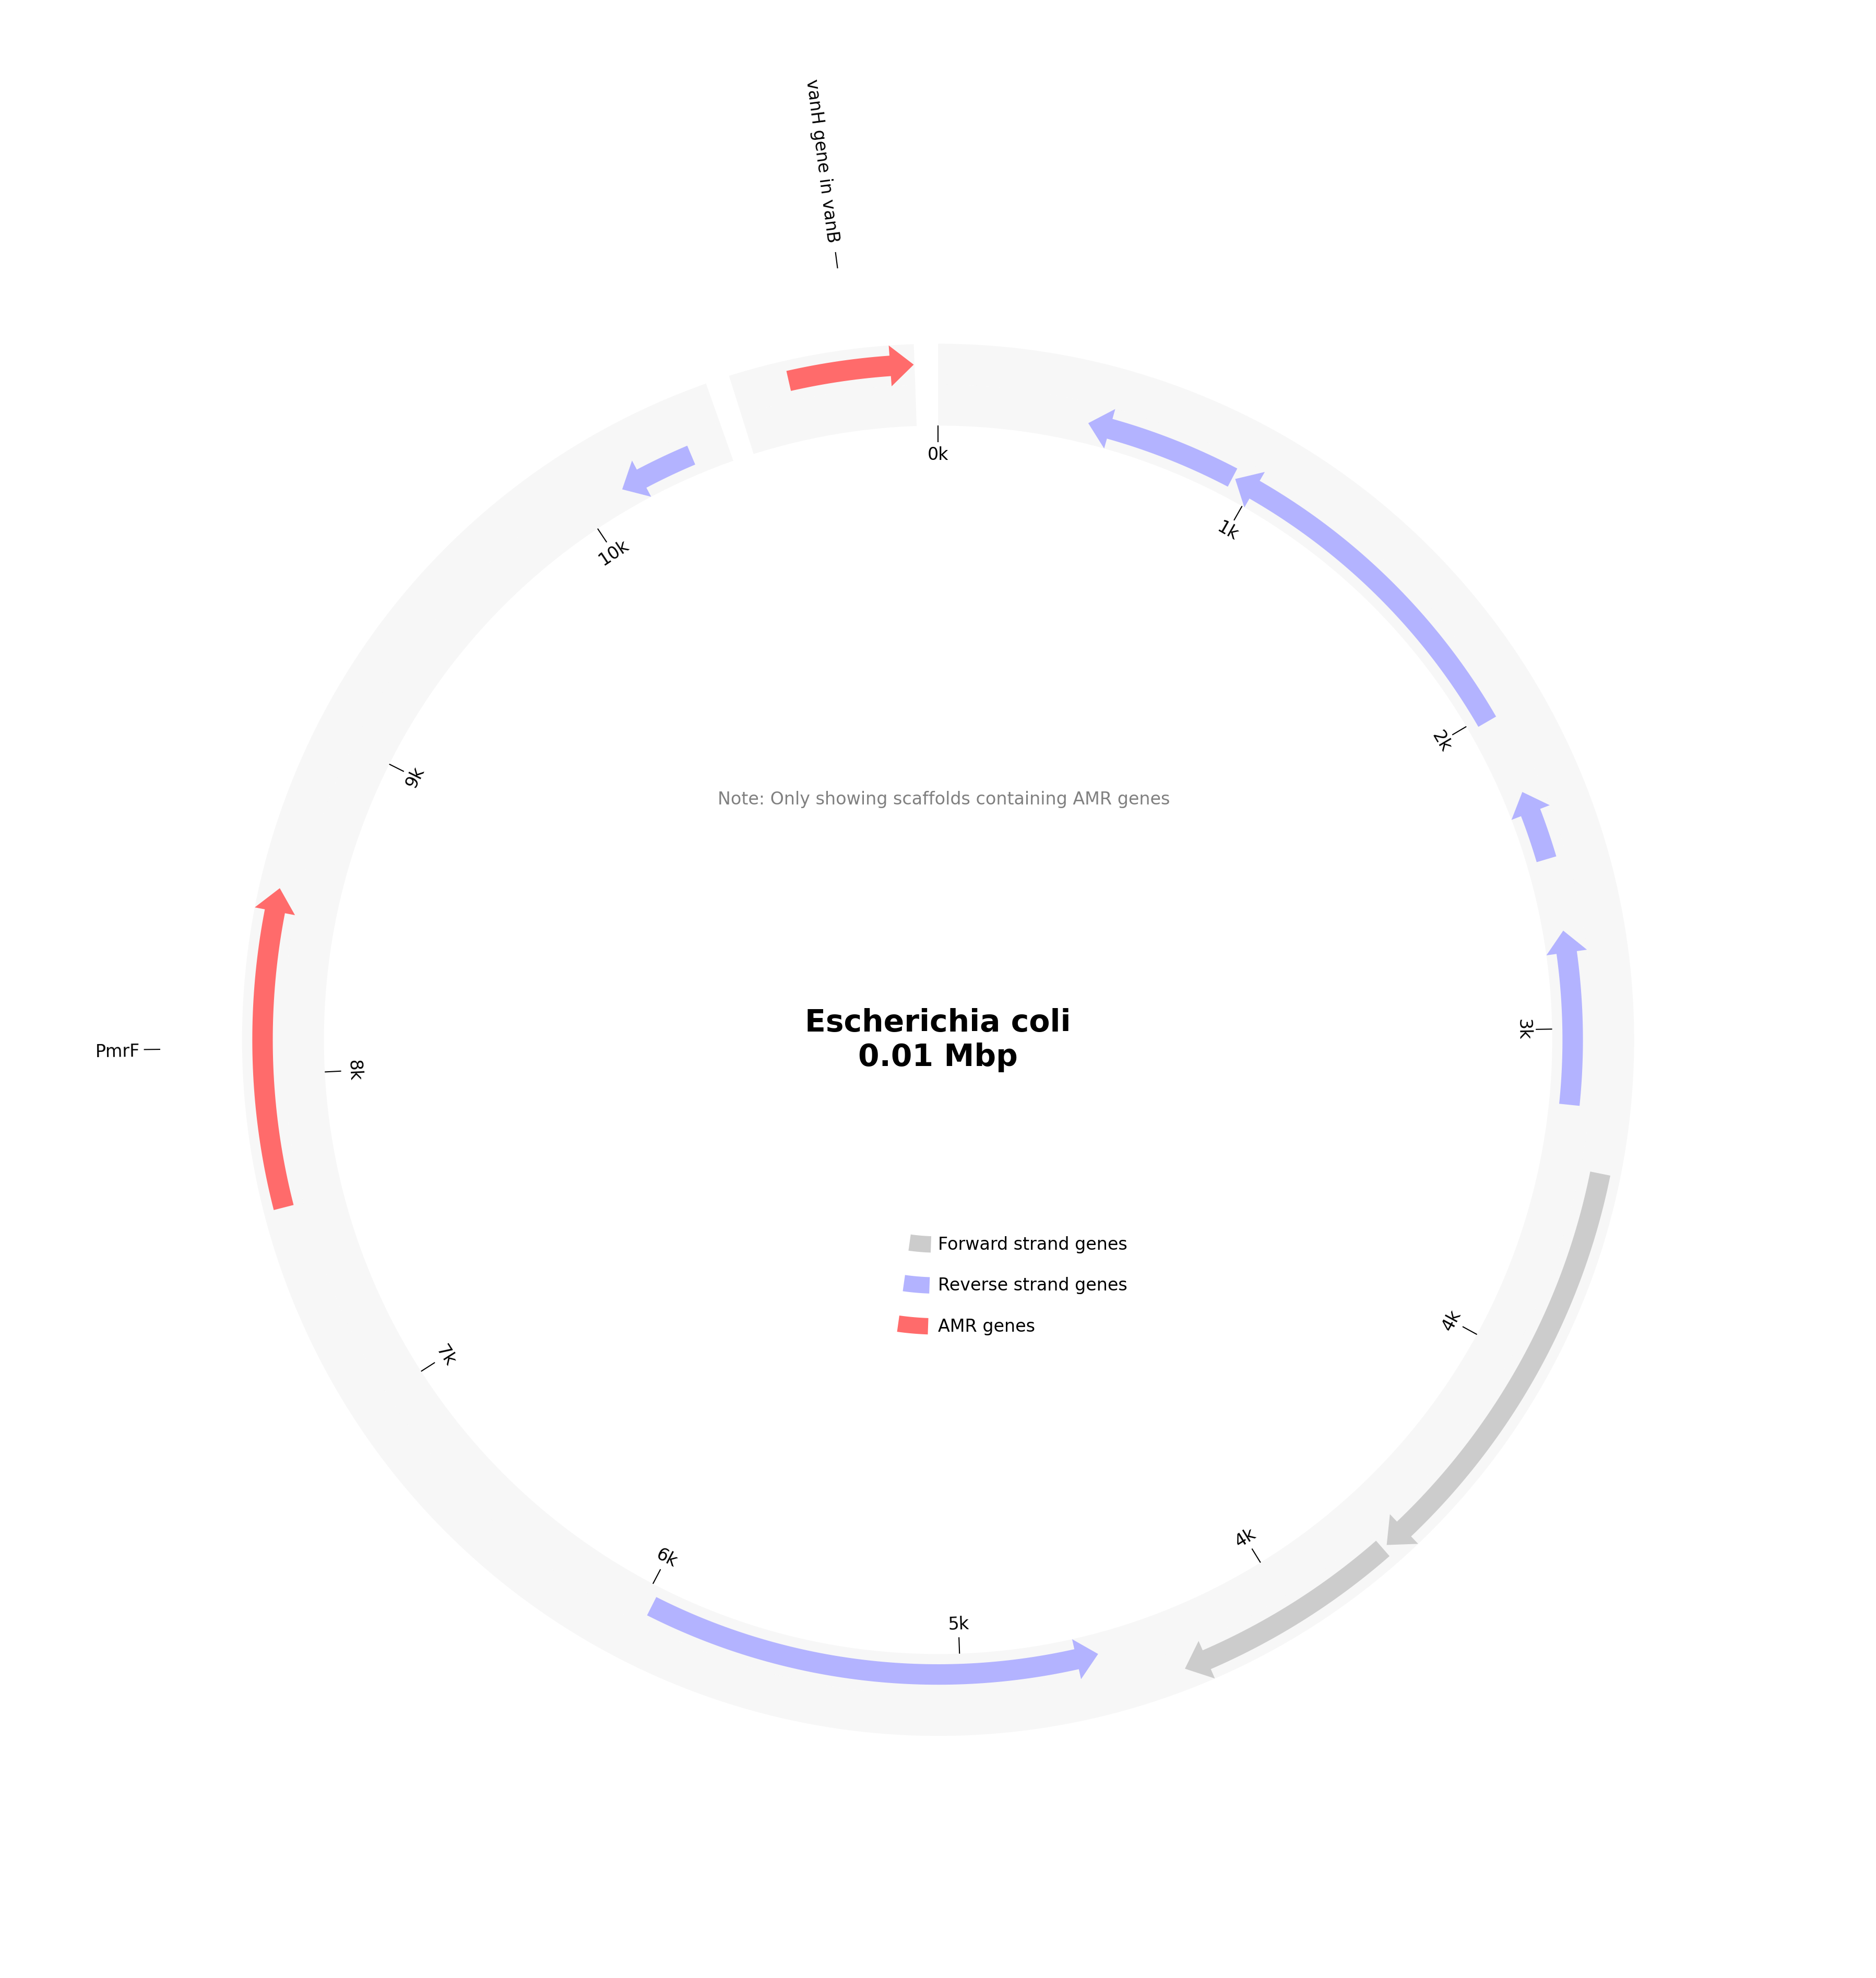 vanH gene in vanB
0k
1k
2k
3k
4k
4k
5k
6k
7k
8k
9k
10k
PmrF
Note: Only showing scaffolds containing AMR genes
Escherichia coli
0.01 Mbp
Forward strand genes
Reverse strand genes
AMR genes